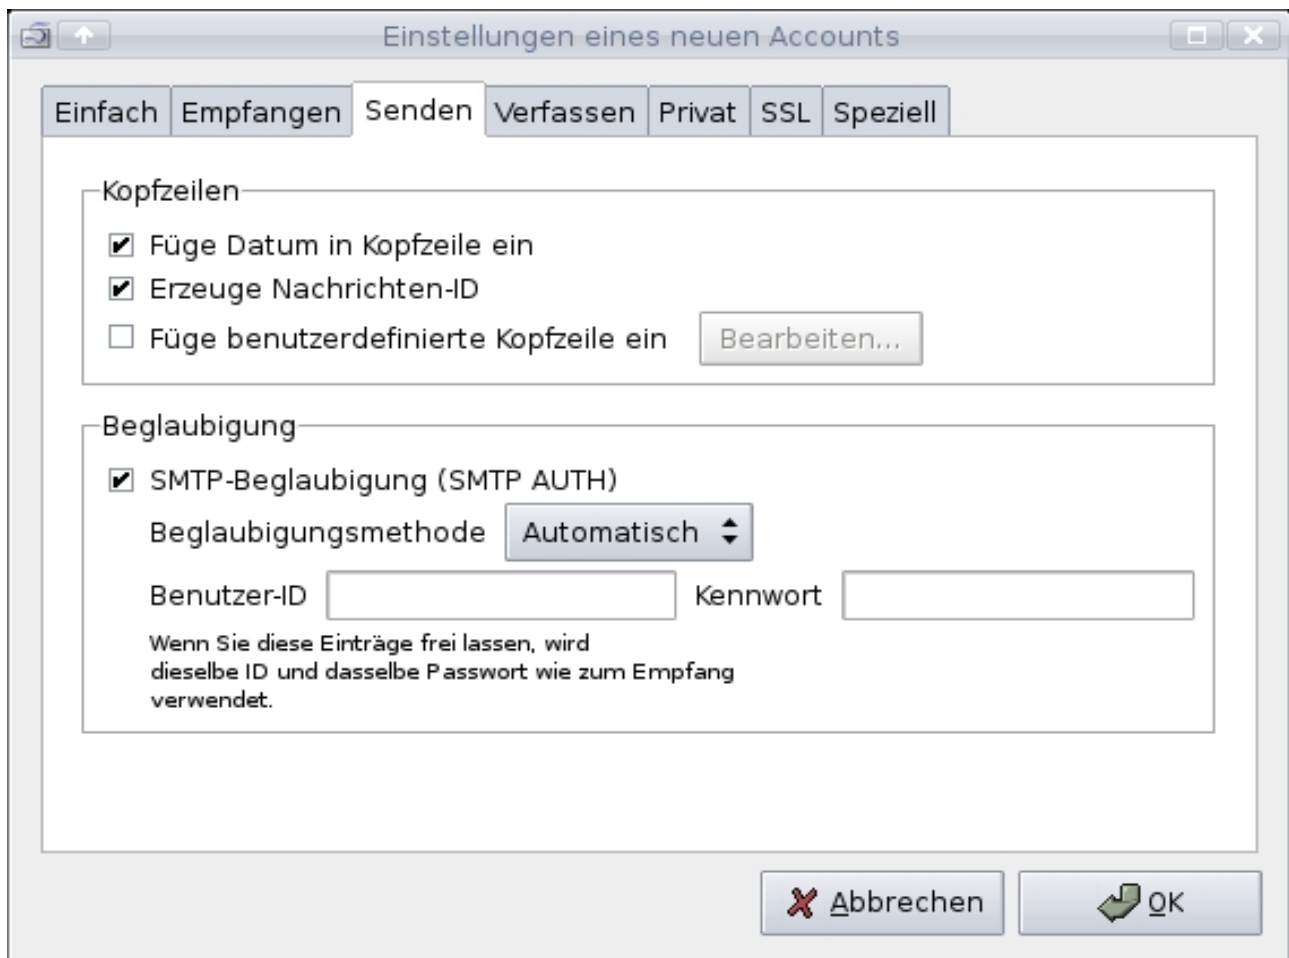 Einstellungen eines neuen Accounts
Einfach Empfangen Senden Verfassen Privat SSL Speziell
Kopfzeilen
Füge Datum in Kopfzeile ein
Erzeuge Nachrichten-ID
Füge benutzerdefinierte Kopfzeile ein Bearbeiten...
Beglaubigung
SMTP-Beglaubigung (SMTP AUTH)
Beglaubigungsmethode Automatisch
Benutzer-ID Kennwort
Wenn Sie diese Einträge frei lassen, wird
dieselbe ID und dasselbe Passwort wie zum Empfang
verwendet.
Abbrechen OK